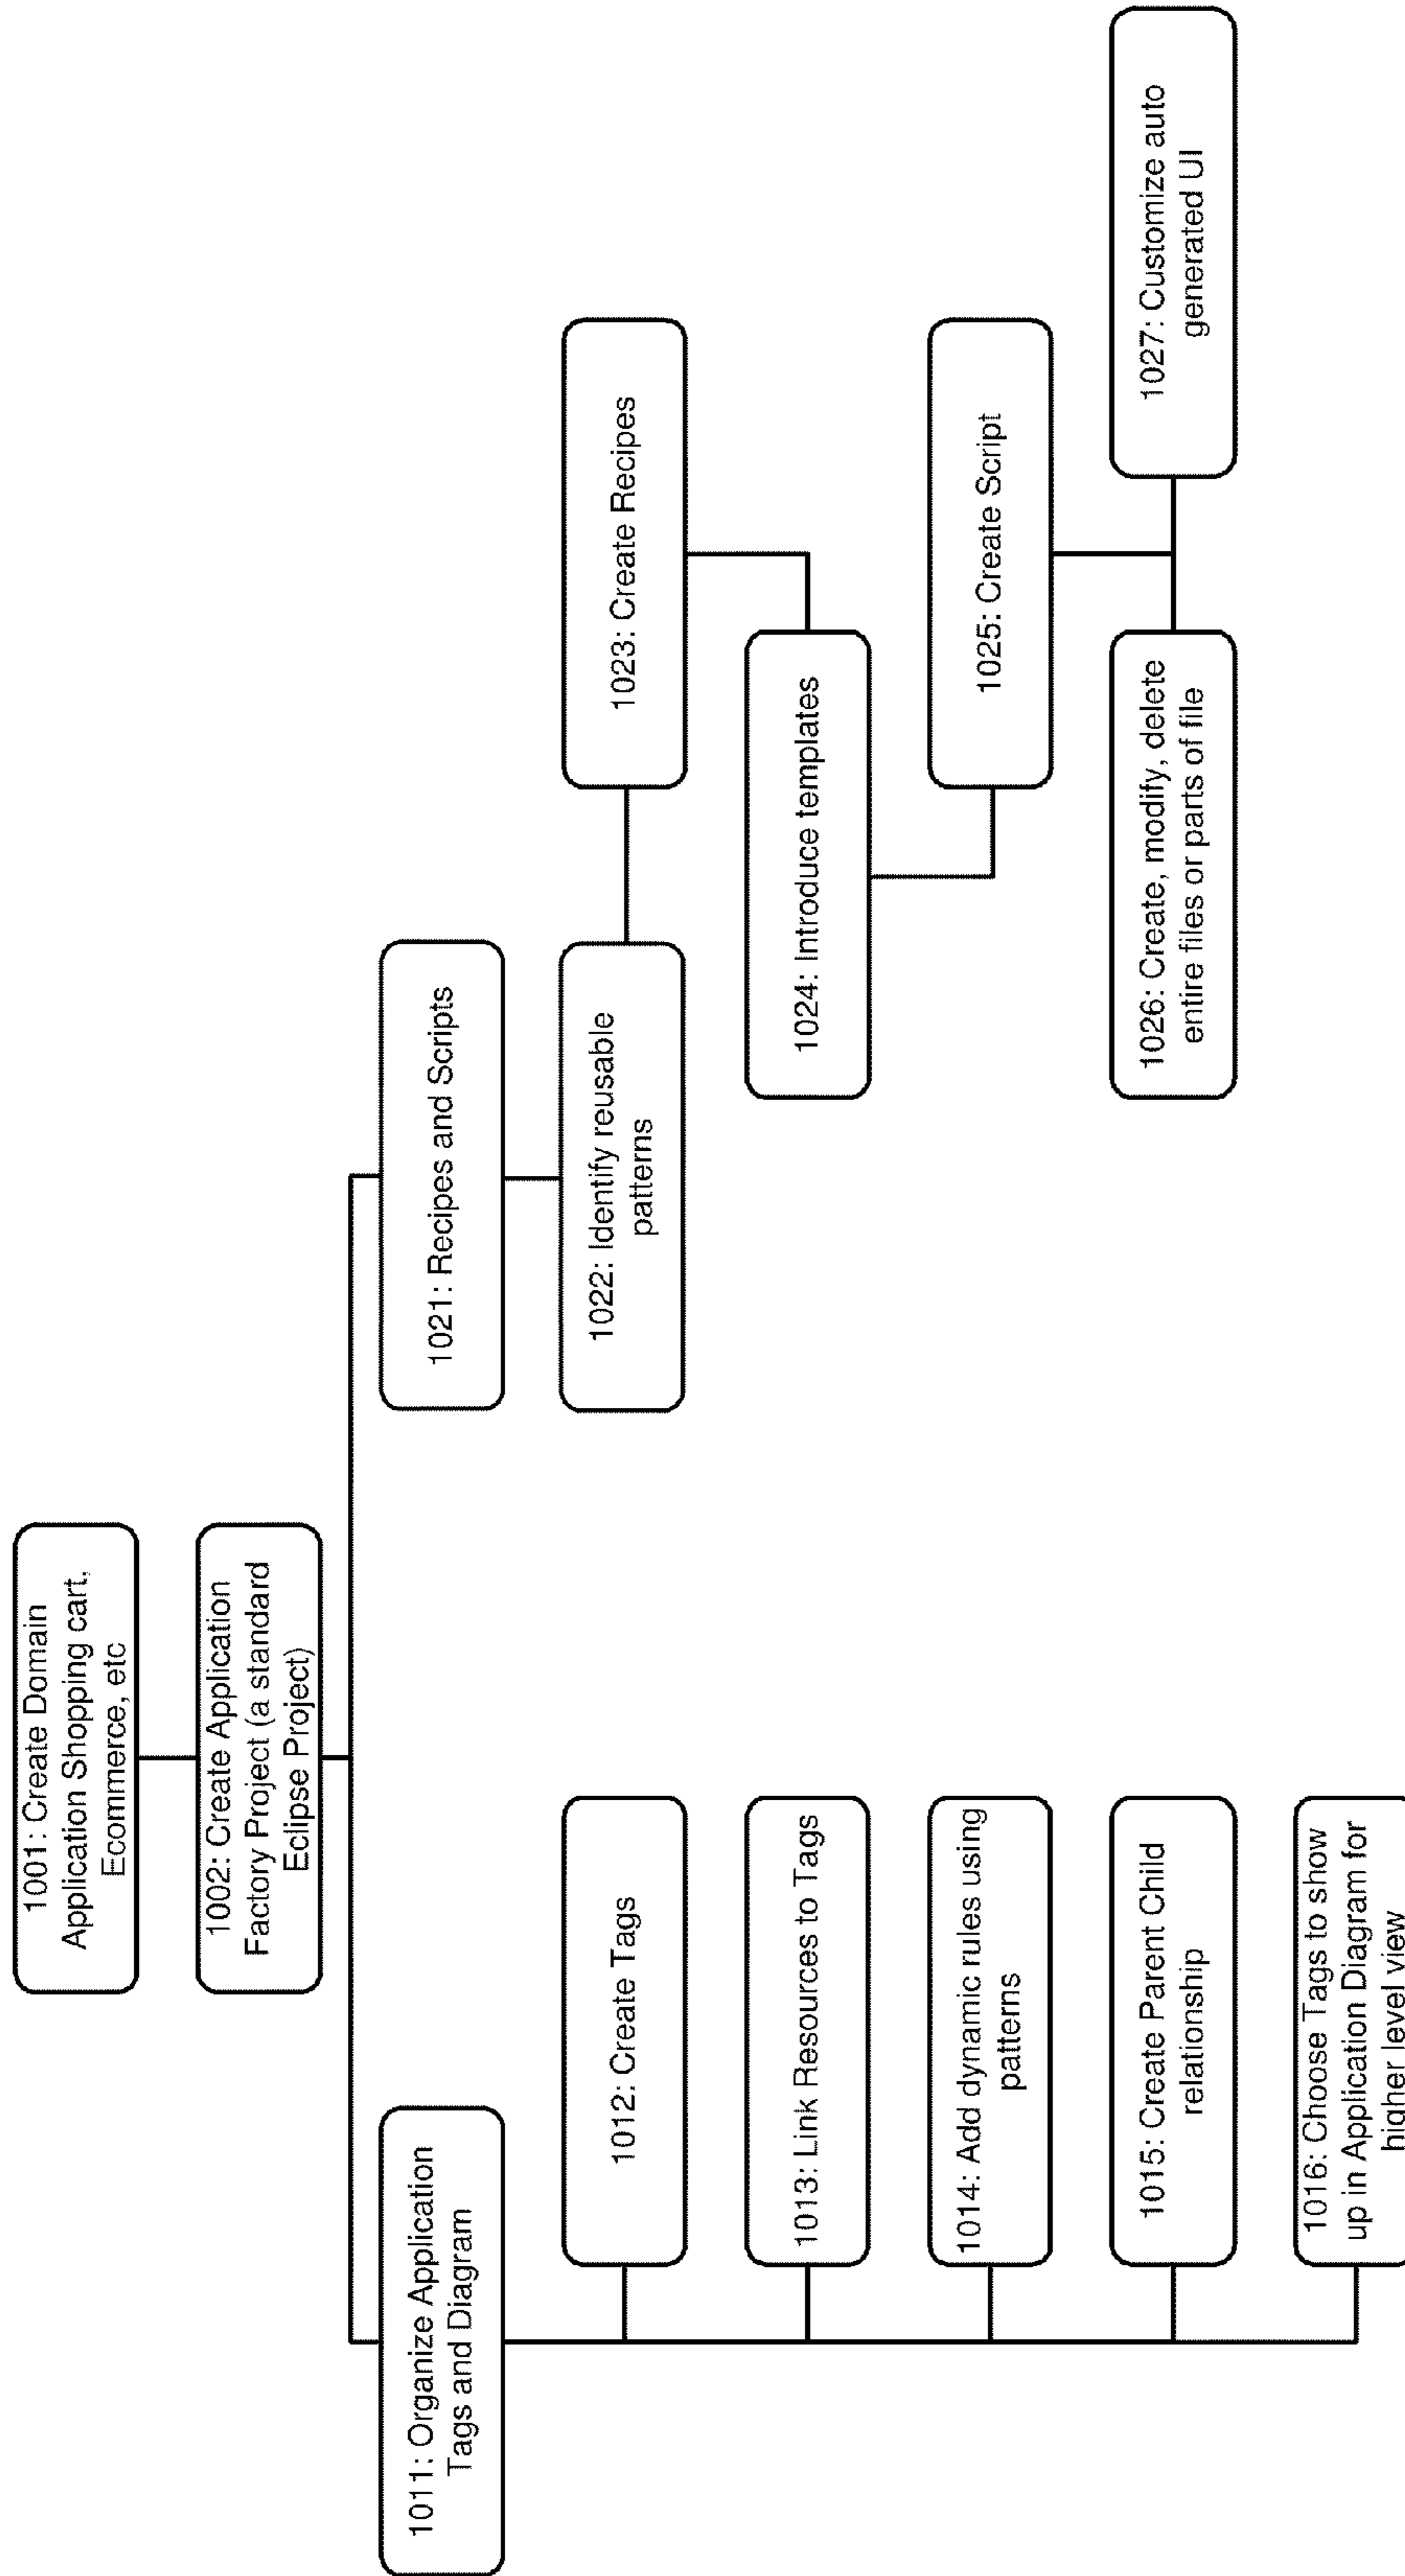 1001: Create Domain
Application Shopping cart,
Ecommerce, etc
1002: Create Application
Factory Project (a standard
Eclipse Project)
1011: Organize Application
Tags and Diagram
1012: Create Tags
1013: Link Resources to Tags
1014: Add dynamic rules using
patterns
1015: Create Parent Child
relationship
1016: Choose Tags to show
up in Application Diagram for
higher level view
1021: Recipes and Scripts
1022: Identify reusable
patterns
1023: Create Recipes
1024: Introduce templates
1025: Create Script
1026: Create, modify, delete
entire files or parts of file
1027: Customize auto
generated UI